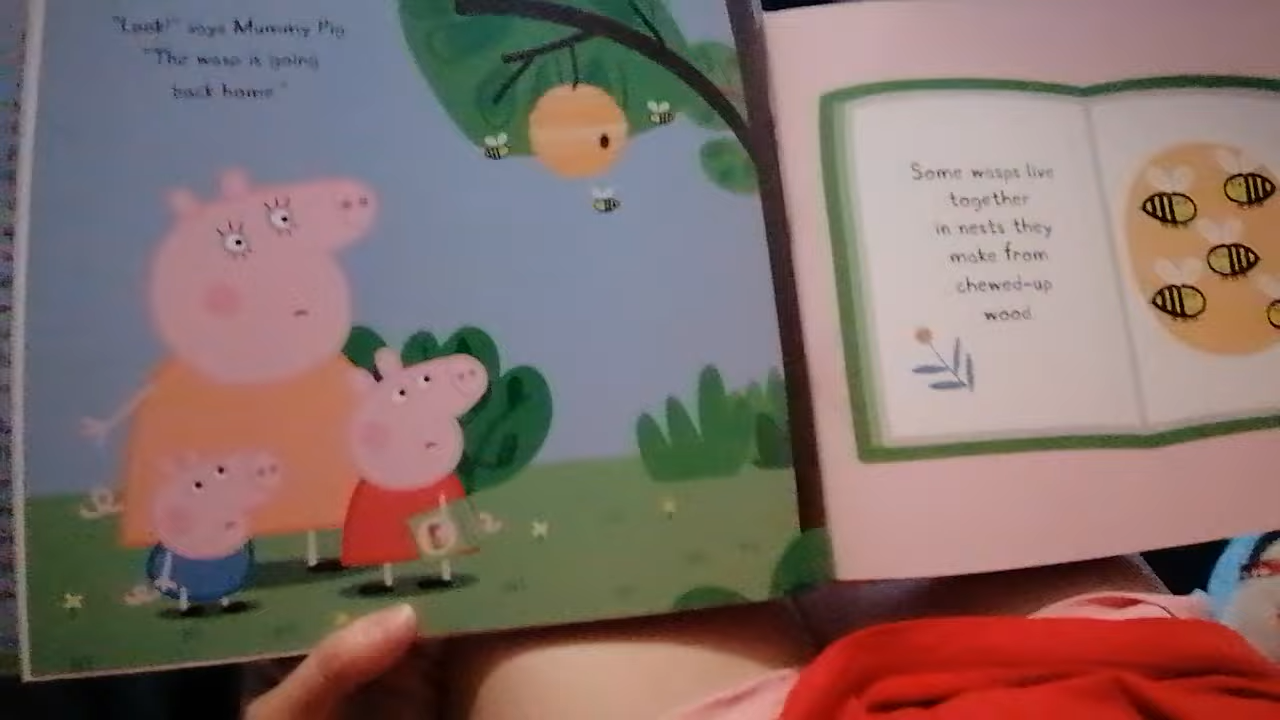 "Look!" says Mummy Pig.
"The wasp is going
back home."
Some wasps live
together
in nests they
make from
chewed-up
wood.